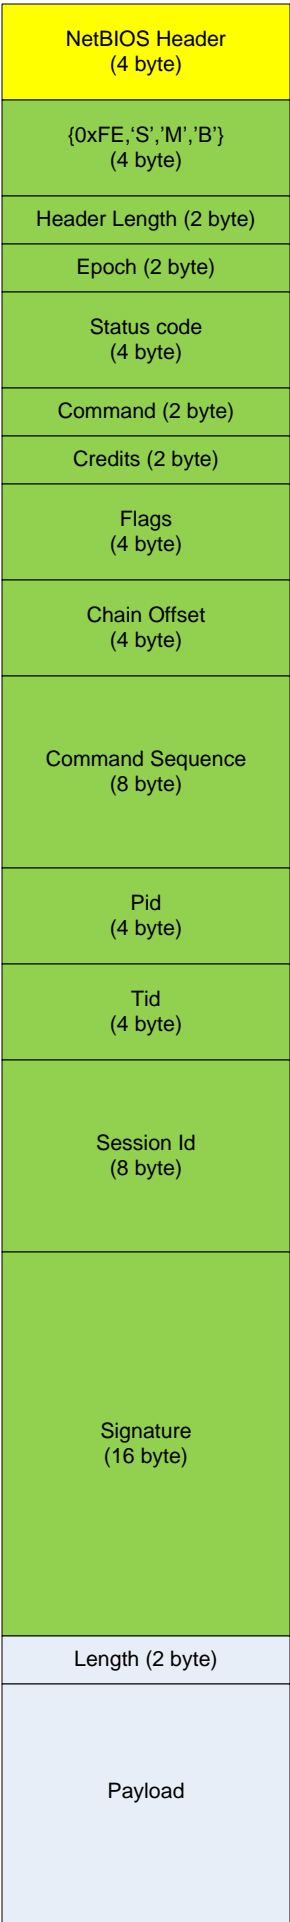 NetBIOS Header
(4 byte)
{0xFE,‘S’,’M’,’B’}
(4 byte)
Header Length (2 byte)
Epoch (2 byte)
Status code
(4 byte)
Command (2 byte)
Credits (2 byte)
Flags
(4 byte)
Chain Offset
(4 byte)
Command Sequence
(8 byte)
Pid
(4 byte)
Tid
(4 byte)
Session Id
(8 byte)
Signature
(16 byte)
Length (2 byte)
Payload